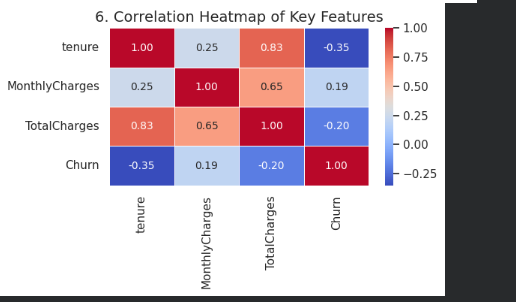 6. Correlation Heatmap of Key Features
tenure 1.00 0.25 0.83 -0.35
MonthlyCharges 0.25 1.00 0.65 0.19
TotalCharges 0.83 0.65 1.00 -0.20
Churn -0.35 0.19 -0.20 1.00
tenure MonthlyCharges TotalCharges Churn
1.00
0.75
0.50
0.25
0.00
−0.25